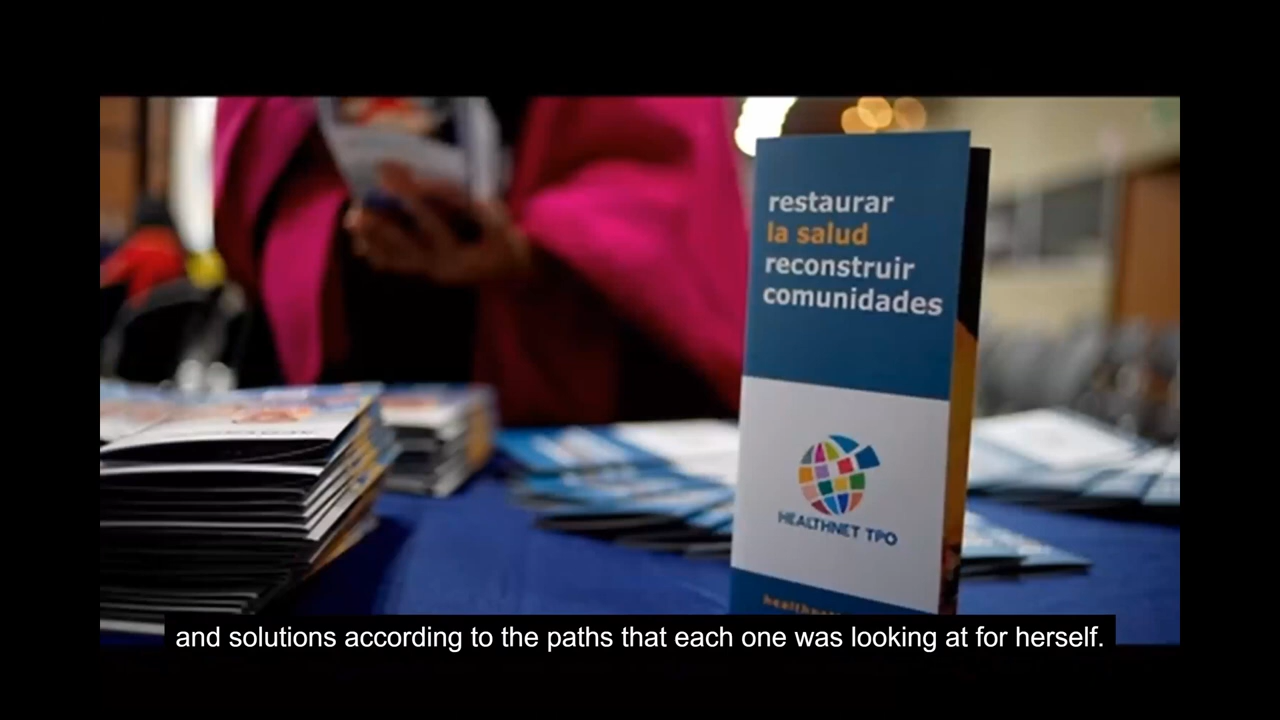 restaurar
la salud
reconstruir
comunidades
HEALTHNET TPO
and solutions according to the paths that each one was looking at for herself.